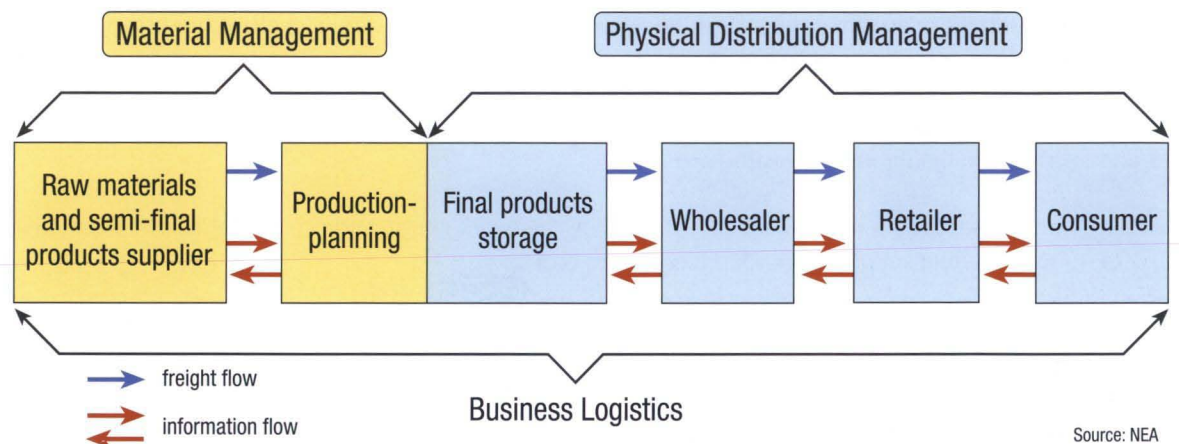 Material Management
Physical Distribution Management
Raw materials
and semi-final
products supplier
Production-
planning
Final products
storage
Wholesaler
Retailer
Consumer
freight flow
information flow
Business Logistics
Source: NEA